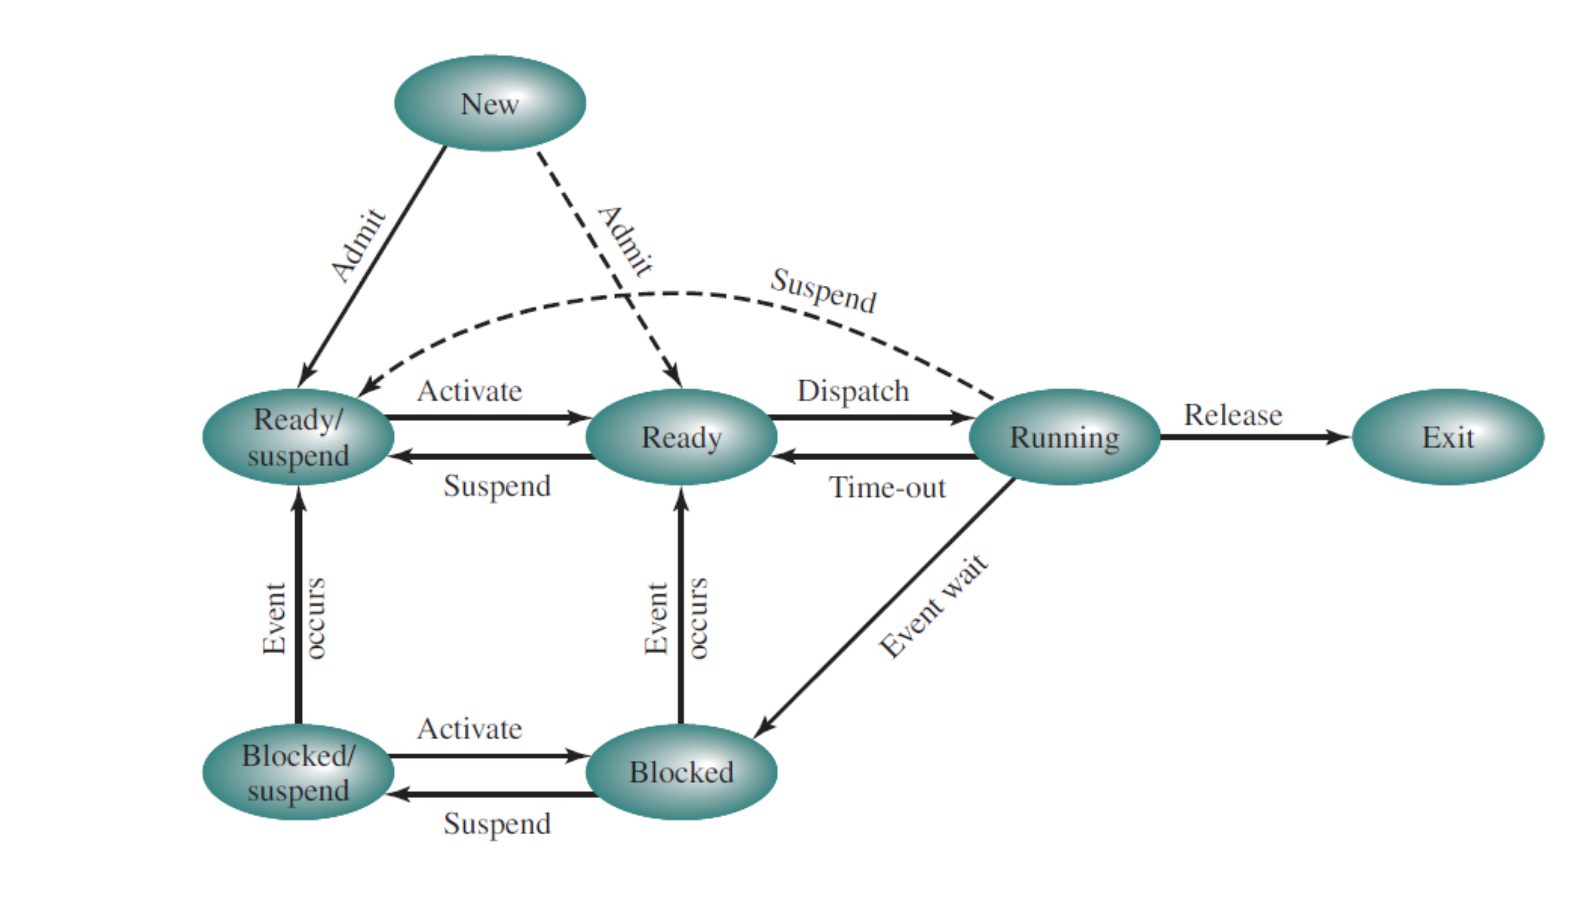 New
Admit
Admit
Suspend
Activate
Dispatch
Release
Ready/
suspend
Ready
Running
Exit
Suspend
Time-out
Event
occurs
Event
occurs
Event wait
Activate
Blocked/
suspend
Blocked
Suspend